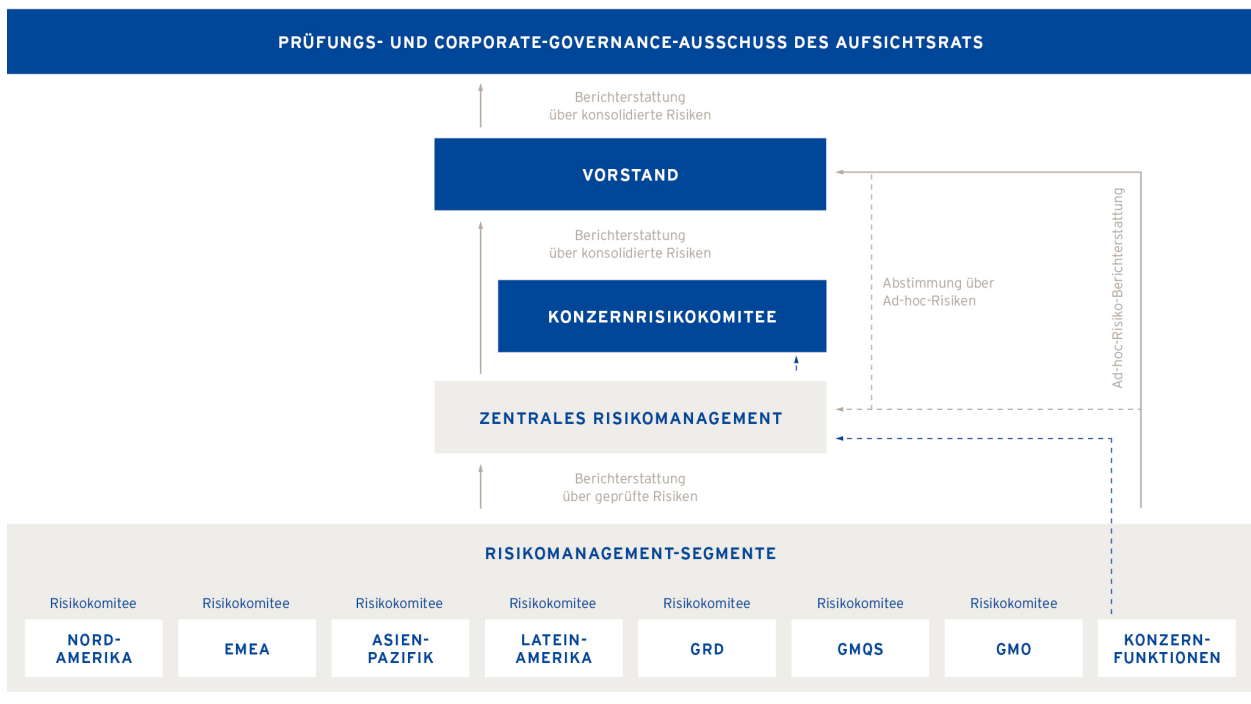 PRÜFUNGS- UND CORPORATE-GOVERNANCE-AUSSCHUSS DES AUFSICHTSRATS
Berichterstattung
über konsolidierte Risiken
VORSTAND
Berichterstattung
über konsolidierte Risiken
Abstimmung über
Ad-hoc-Risiken
Ad-hoc-Risiko-Berichterstattung
KONZERNRISIKOKOMITEE
ZENTRALES RISIKOMANAGEMENT
Berichterstattung
über geprüfte Risiken
RISIKOMANAGEMENT-SEGMENTE
Risikokomitee
NORD-
AMERIKA
Risikokomitee
EMEA
Risikokomitee
ASIEN-
PAZIFIK
Risikokomitee
LATEIN-
AMERIKA
Risikokomitee
GRD
Risikokomitee
GMQS
Risikokomitee
GMO
KONZERN-
FUNKTIONEN